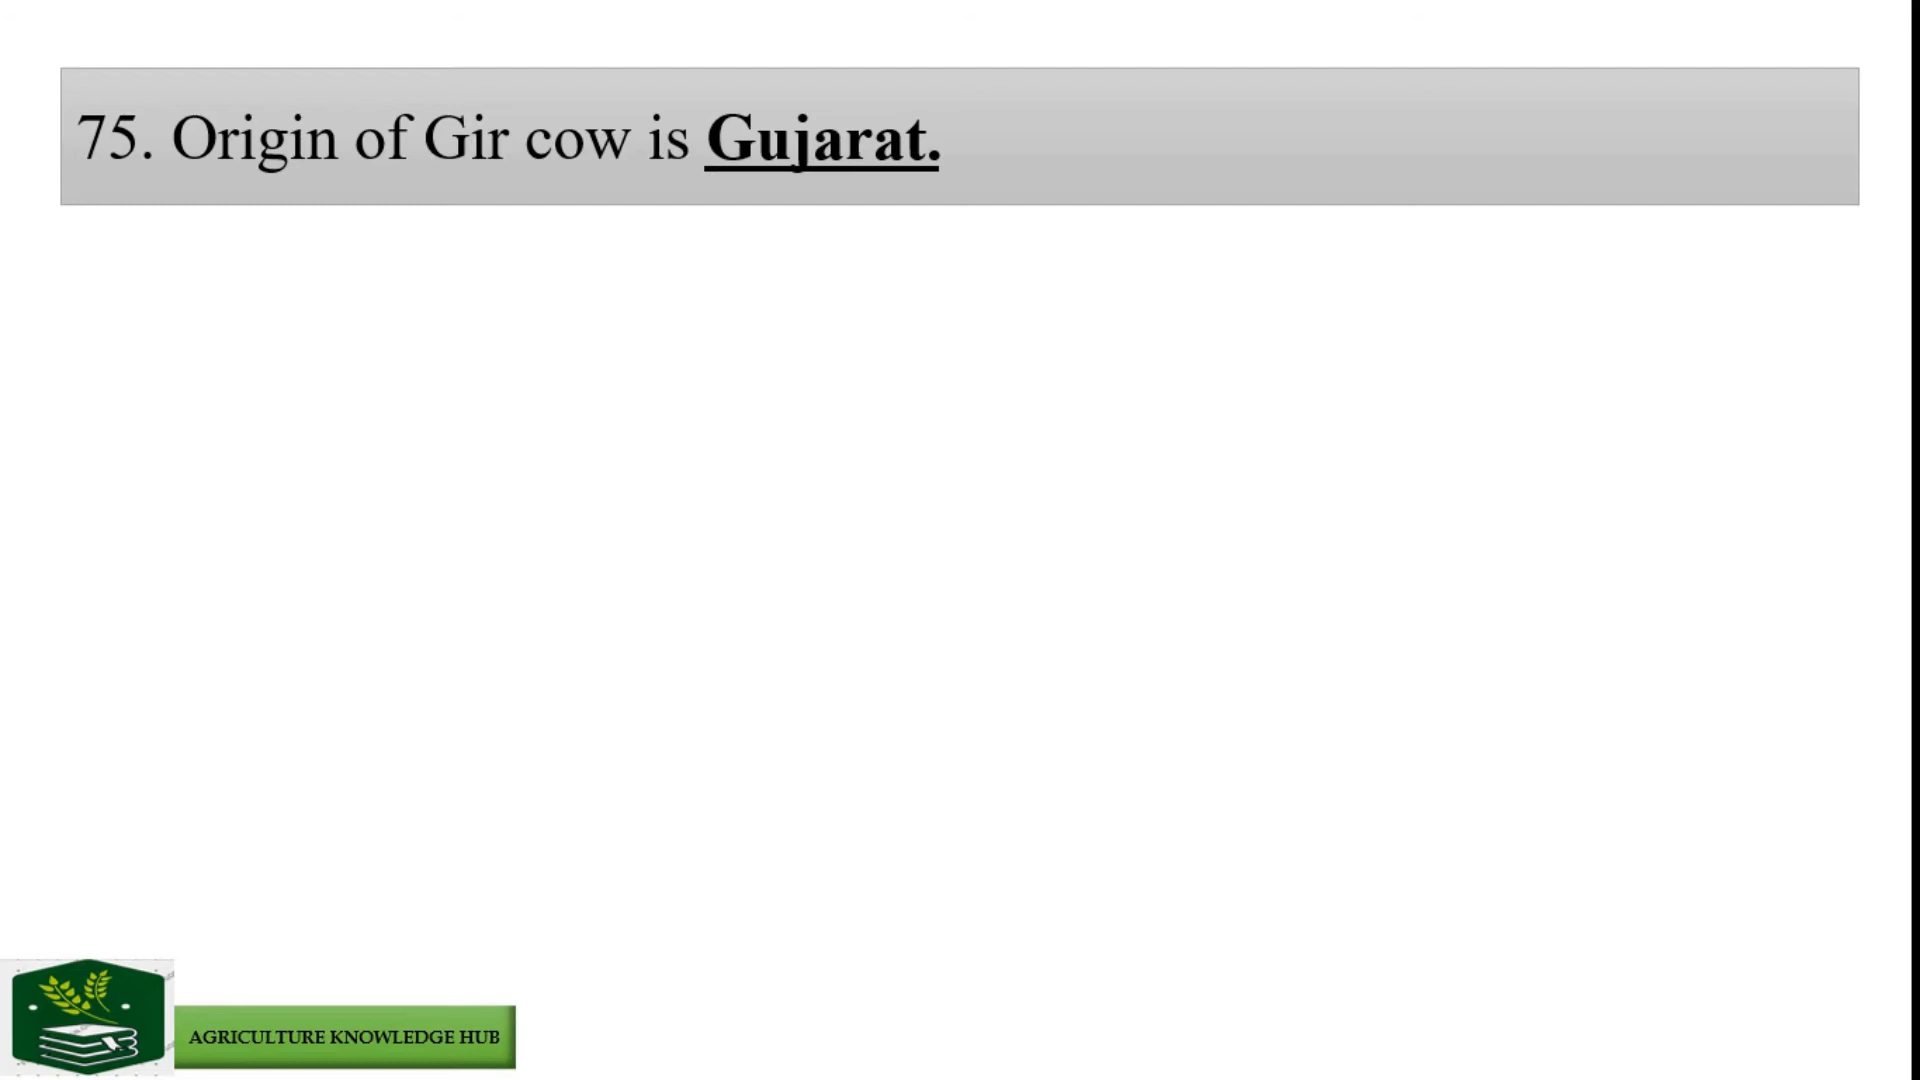 75. Origin of Gir cow is Gujarat.
AGRICULTURE KNOWLEDGE HUB